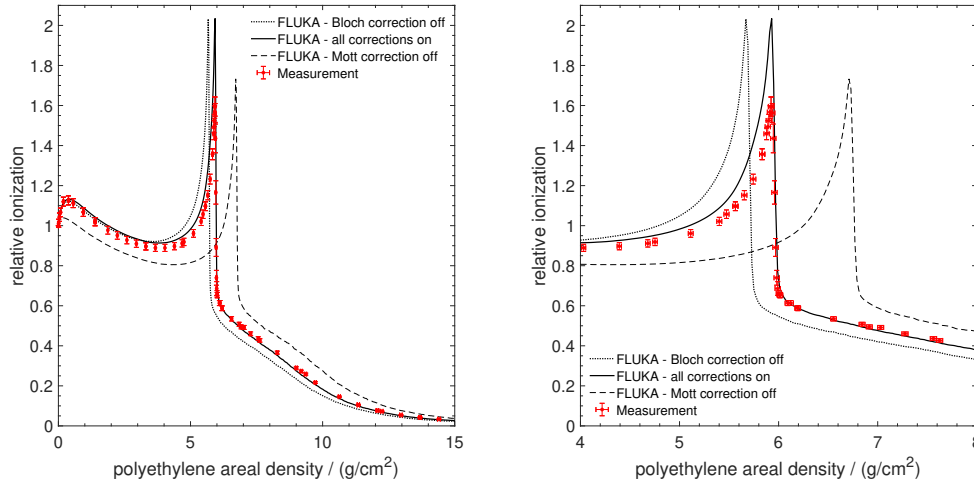 2
1.8
1.6
1.4
1.2
1
0.8
0.6
0.4
0.2
0
relative ionization
FLUKA - Bloch correction off
FLUKA - all corrections on
FLUKA - Mott correction off
Measurement
0 5 10 15
polyethylene areal density / (g/cm²)
2
1.8
1.6
1.4
1.2
1
0.8
0.6
0.4
0.2
0
relative ionization
FLUKA - Bloch correction off
FLUKA - all corrections on
FLUKA - Mott correction off
Measurement
4 5 6 7 8
polyethylene areal density / (g/cm²)